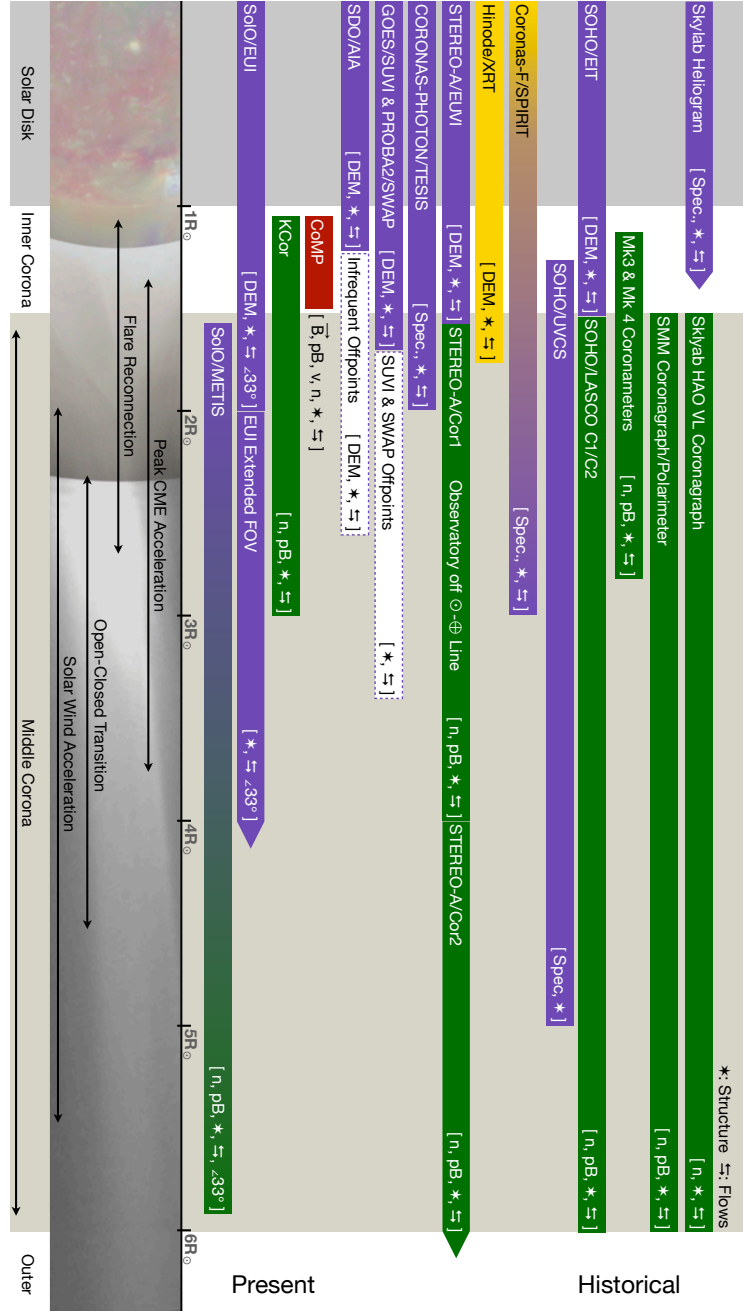 ★: Structure ⇆: Flows
Historical
Skylab Heliogram [ Spec., ★, ⇆ ]
Sklyab HAO VL Coronagraph [ n, ★, ⇆ ]
SMM Coronagraph/Polarimeter [ n, pB, ★, ⇆ ]
Mk3 & Mk 4 Coronameters [ n, pB, ★, ⇆ ]
SOHO/EIT [ DEM, ★, ⇆ ]
SOHO/LASCO C1/C2 [ n, pB, ★, ⇆ ]
SOHO/UVCS [ Spec, ★ ]
Coronas-F/SPIRIT [ Spec., ★, ⇆ ]
Present
Hinode/XRT [ DEM, ★, ⇆ ]
STEREO-A/EUVI [ DEM, ★, ⇆ ]
STEREO-A/Cor1 Observatory off ⊙-⊕ Line [ n, pB, ★, ⇆ ]
STEREO-A/Cor2 [ n, pB, ★, ⇆ ]
CORONAS-PHOTON/TESIS [ Spec., ★, ⇆ ]
GOES/SUVI & PROBA2/SWAP [ DEM, ★, ⇆ ]
SUVI & SWAP Offpoints [ ★, ⇆ ]
SDO/AIA [ DEM, ★, ⇆ ]
Infrequent Offpoints [ DEM, ★, ⇆ ]
CoMP [ B⃗, pB, v, n, ★, ⇆ ]
KCor [ n, pB, ★, ⇆ ]
SolO/EUI [ DEM, ★, ⇆ ∠33° ]
EUI Extended FOV [ ★, ⇆ ∠33° ]
SolO/METIS [ n, pB, ★, ⇆, ∠33° ]
1R⊙ 2R⊙ 3R⊙ 4R⊙ 5R⊙ 6R⊙
Peak CME Acceleration
Flare Reconnection
Open-Closed Transition
Solar Wind Acceleration
Solar Disk Inner Corona Middle Corona Outer